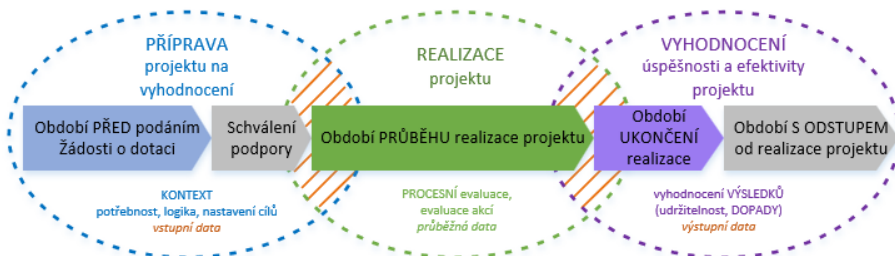 PŘÍPRAVA
projektu na
vyhodnocení
REALIZACE
projektu
VYHODNOCENÍ
úspěšnosti a efektivity
projektu
Období PŘED podáním
Žádosti o dotaci
Schválení
podpory
Období PRŮBĚHU realizace projektu
Období
UKONČENÍ
realizace
Období S ODSTUPEM
od realizace projektu
KONTEXT
potřebnost, logika, nastavení cílů
vstupní data
PROCESNÍ evaluace,
evaluace akcí
průběžná data
vyhodnocení VÝSLEDKŮ
(udržitelnost, DOPADY)
výstupní data